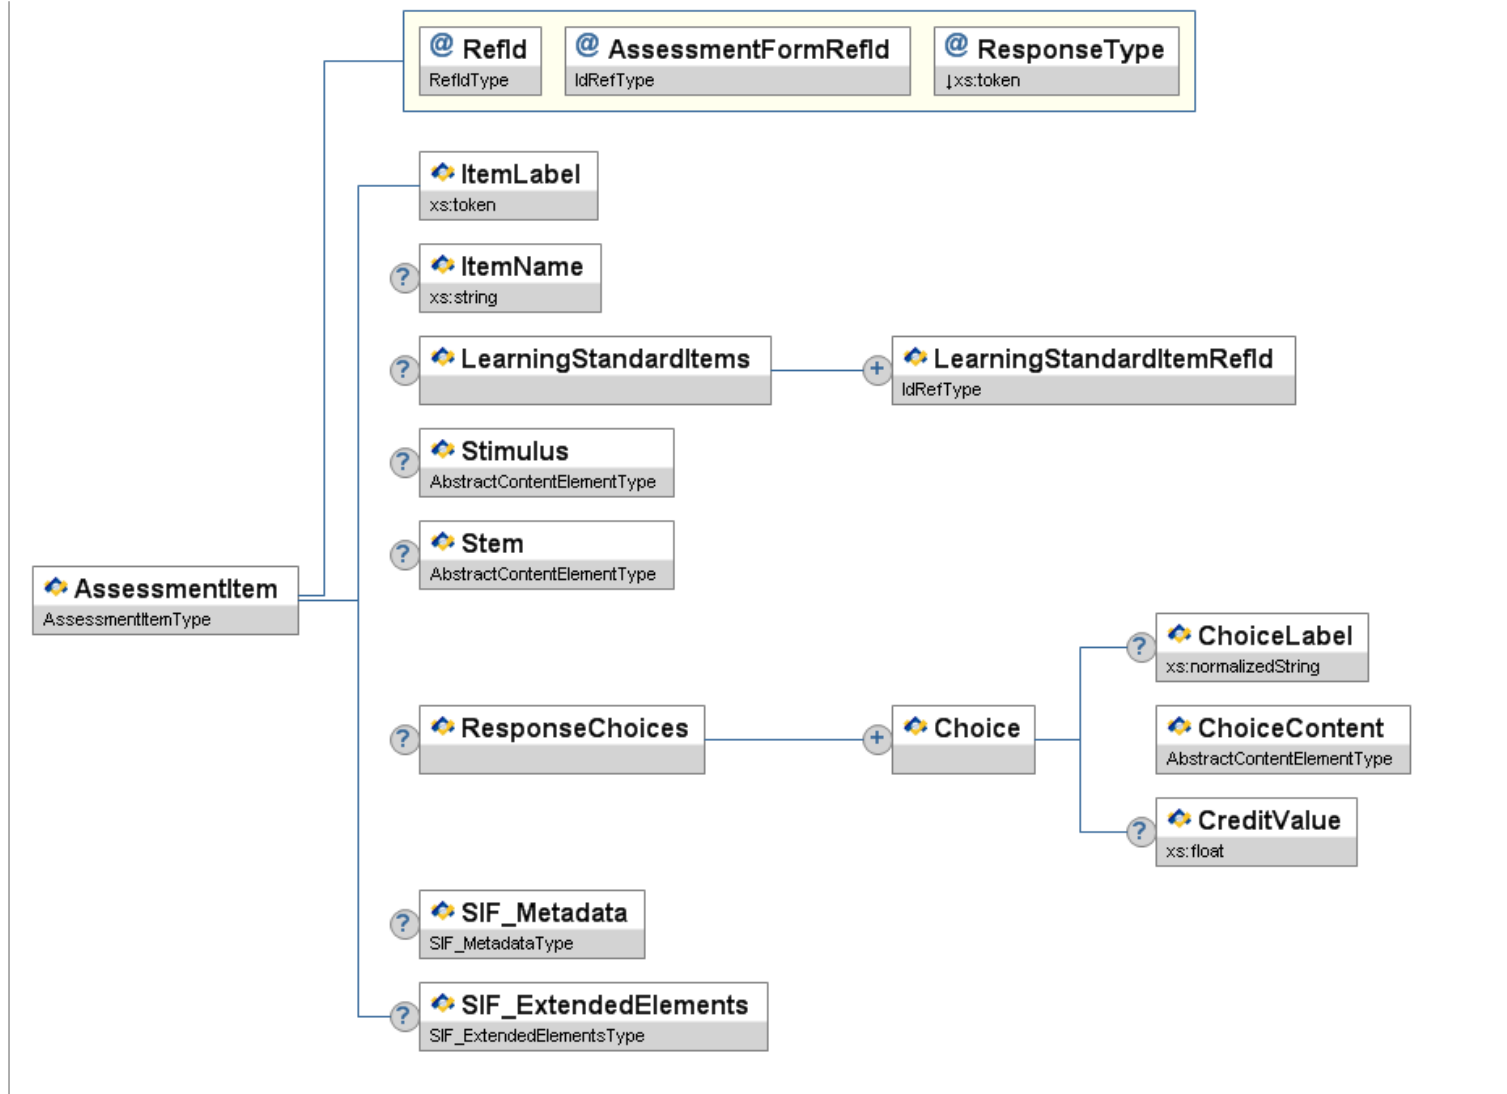 @ RefId
RefIdType
@ AssessmentFormRefId
IdRefType
@ ResponseType
↓xs:token
ItemLabel
xs:token
? ItemName
xs:string
? LearningStandardItems
+ LearningStandardItemRefId
IdRefType
? Stimulus
AbstractContentElementType
? Stem
AbstractContentElementType
AssessmentItem
AssessmentItemType
? ResponseChoices
+ Choice
? ChoiceLabel
xs:normalizedString
ChoiceContent
AbstractContentElementType
? CreditValue
xs:float
? SIF_Metadata
SIF_MetadataType
? SIF_ExtendedElements
SIF_ExtendedElementsType